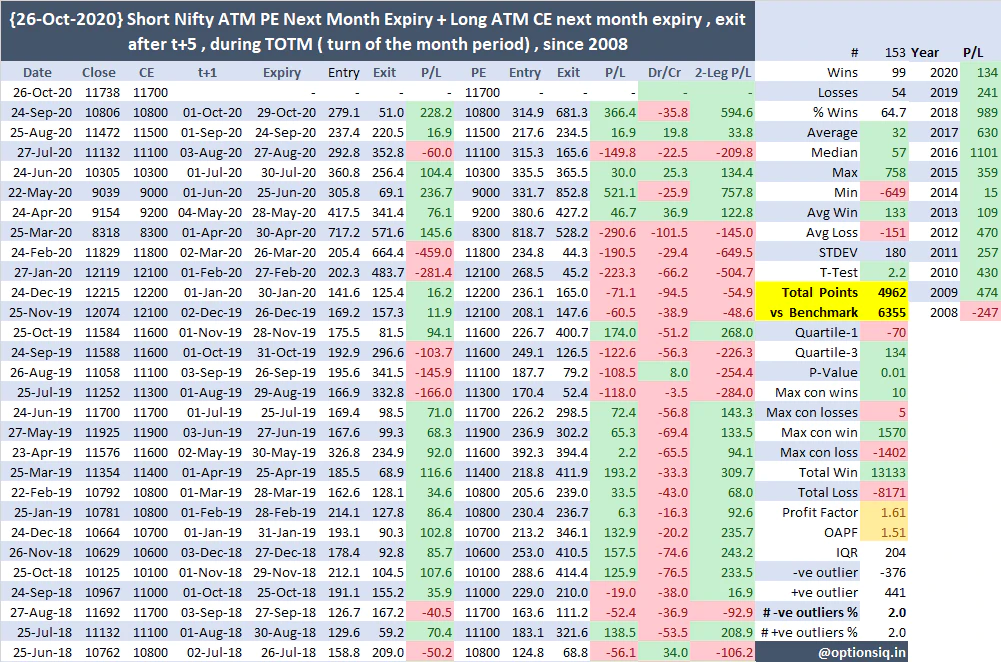 {26-Oct-2020} Short Nifty ATM PE Next Month Expiry + Long ATM CE next month expiry , exit
after t+5 , during TOTM ( turn of the month period) , since 2008
# 153 Year P/L
Date Close CE t+1 Expiry Entry Exit P/L PE Entry Exit P/L Dr/Cr 2-Leg P/L Wins 99 2020 134
26-Oct-20 11738 11700 - - - - 11700 - - - - - Losses 54 2019 241
24-Sep-20 10806 10800 01-Oct-20 29-Oct-20 279.1 51.0 228.2 10800 314.9 681.3 366.4 -35.8 594.6 % Wins 64.7 2018 989
25-Aug-20 11472 11500 01-Sep-20 24-Sep-20 237.4 220.5 16.9 11500 217.6 234.5 16.9 19.8 33.8 Average 32 2017 630
27-Jul-20 11132 11100 03-Aug-20 27-Aug-20 292.8 352.8 -60.0 11100 315.3 165.6 -149.8 -22.5 -209.8 Median 57 2016 1101
24-Jun-20 10305 10300 01-Jul-20 30-Jul-20 360.8 256.4 104.4 10300 335.5 365.5 30.0 25.3 134.4 Max 758 2015 359
22-May-20 9039 9000 01-Jun-20 25-Jun-20 305.8 69.1 236.7 9000 331.7 852.8 521.1 -25.9 757.8 Min -649 2014 15
24-Apr-20 9154 9200 04-May-20 28-May-20 417.5 341.4 76.1 9200 380.6 427.2 46.7 36.9 122.8 Avg Win 133 2013 109
25-Mar-20 8318 8300 01-Apr-20 30-Apr-20 717.2 571.6 145.6 8300 818.7 528.2 -290.6 -101.5 -145.0 Avg Loss -151 2012 470
24-Feb-20 11829 11800 02-Mar-20 26-Mar-20 205.4 664.4 -459.0 11800 234.8 44.3 -190.5 -29.4 -649.5 STDEV 180 2011 257
27-Jan-20 12119 12100 01-Feb-20 27-Feb-20 202.3 483.7 -281.4 12100 268.5 45.2 -223.3 -66.2 -504.7 T-Test 2.2 2010 430
24-Dec-19 12215 12200 01-Jan-20 30-Jan-20 141.6 125.4 16.2 12200 236.1 165.0 -71.1 -94.5 -54.9 Total Points 4962 2009 474
25-Nov-19 12074 12100 02-Dec-19 26-Dec-19 169.2 157.3 11.9 12100 208.1 147.6 -60.5 -38.9 -48.6 vs Benchmark 6355 2008 -247
25-Oct-19 11584 11600 01-Nov-19 28-Nov-19 175.5 81.5 94.1 11600 226.7 400.7 174.0 -51.2 268.0 Quartile-1 -70
24-Sep-19 11588 11600 01-Oct-19 31-Oct-19 192.9 296.6 -103.7 11600 249.1 126.5 -122.6 -56.3 -226.3 Quartile-3 134
26-Aug-19 11058 11100 03-Sep-19 26-Sep-19 195.6 341.5 -145.9 11100 187.7 79.2 -108.5 8.0 -254.4 P-Value 0.01
25-Jul-19 11252 11300 01-Aug-19 29-Aug-19 166.9 332.8 -166.0 11300 170.4 52.4 -118.0 -3.5 -284.0 Max con wins 10
24-Jun-19 11700 11700 01-Jul-19 25-Jul-19 169.4 98.5 71.0 11700 226.2 298.5 72.4 -56.8 143.3 Max con losses 5
27-May-19 11925 11900 03-Jun-19 27-Jun-19 167.6 99.3 68.3 11900 236.9 302.2 65.3 -69.4 133.5 Max con win 1570
23-Apr-19 11576 11600 02-May-19 30-May-19 326.8 234.9 92.0 11600 392.3 394.4 2.2 -65.5 94.1 Max con loss -1402
25-Mar-19 11354 11400 01-Apr-19 25-Apr-19 185.5 68.9 116.6 11400 218.8 411.9 193.2 -33.3 309.7 Total Win 13133
22-Feb-19 10792 10800 01-Mar-19 28-Mar-19 162.6 128.1 34.6 10800 205.6 239.0 33.5 -43.0 68.0 Total Loss -8171
25-Jan-19 10781 10800 01-Feb-19 28-Feb-19 214.1 127.8 86.4 10800 230.4 236.7 6.3 -16.3 92.6 Profit Factor 1.61
24-Dec-18 10664 10700 01-Jan-19 31-Jan-19 193.1 90.3 102.8 10700 213.2 346.1 132.9 -20.2 235.7 OAPF 1.51
26-Nov-18 10629 10600 03-Dec-18 27-Dec-18 178.4 92.8 85.7 10600 253.0 410.5 157.5 -74.6 243.2 IQR 204
25-Oct-18 10125 10100 01-Nov-18 29-Nov-18 212.1 104.5 107.6 10100 288.6 414.4 125.9 -76.5 233.5 -ve outlier -376
24-Sep-18 10967 11000 01-Oct-18 25-Oct-18 191.1 155.2 35.9 11000 229.0 210.0 -19.0 -38.0 16.9 +ve outlier 441
27-Aug-18 11692 11700 03-Sep-18 27-Sep-18 126.7 167.2 -40.5 11700 163.6 111.2 -52.4 -36.9 -92.9 # -ve outliers % 2.0
25-Jul-18 11132 11100 01-Aug-18 30-Aug-18 129.6 59.2 70.4 11100 183.1 321.6 138.5 -53.5 208.9 # +ve outliers % 2.0
25-Jun-18 10762 10800 02-Jul-18 26-Jul-18 158.8 209.0 -50.2 10800 124.8 68.8 -56.1 34.0 -106.2 @optionsiq.in